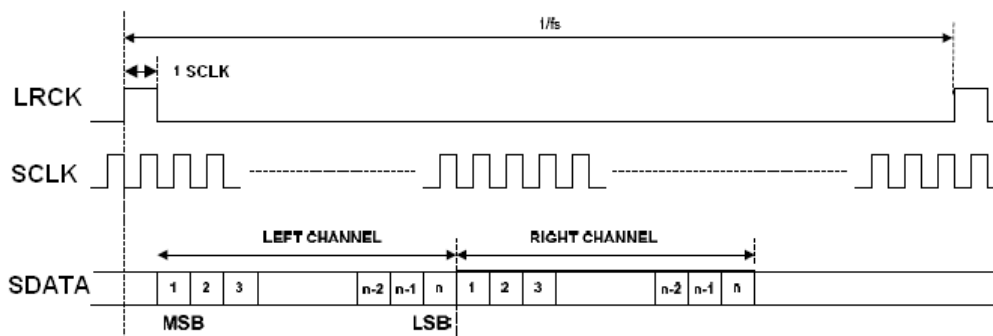 1/fs
1 SCLK
LRCK
SCLK
LEFT CHANNEL RIGHT CHANNEL
SDATA 1 2 3 n-2 n-1 n 1 2 3 n-2 n-1 n
MSB LSB